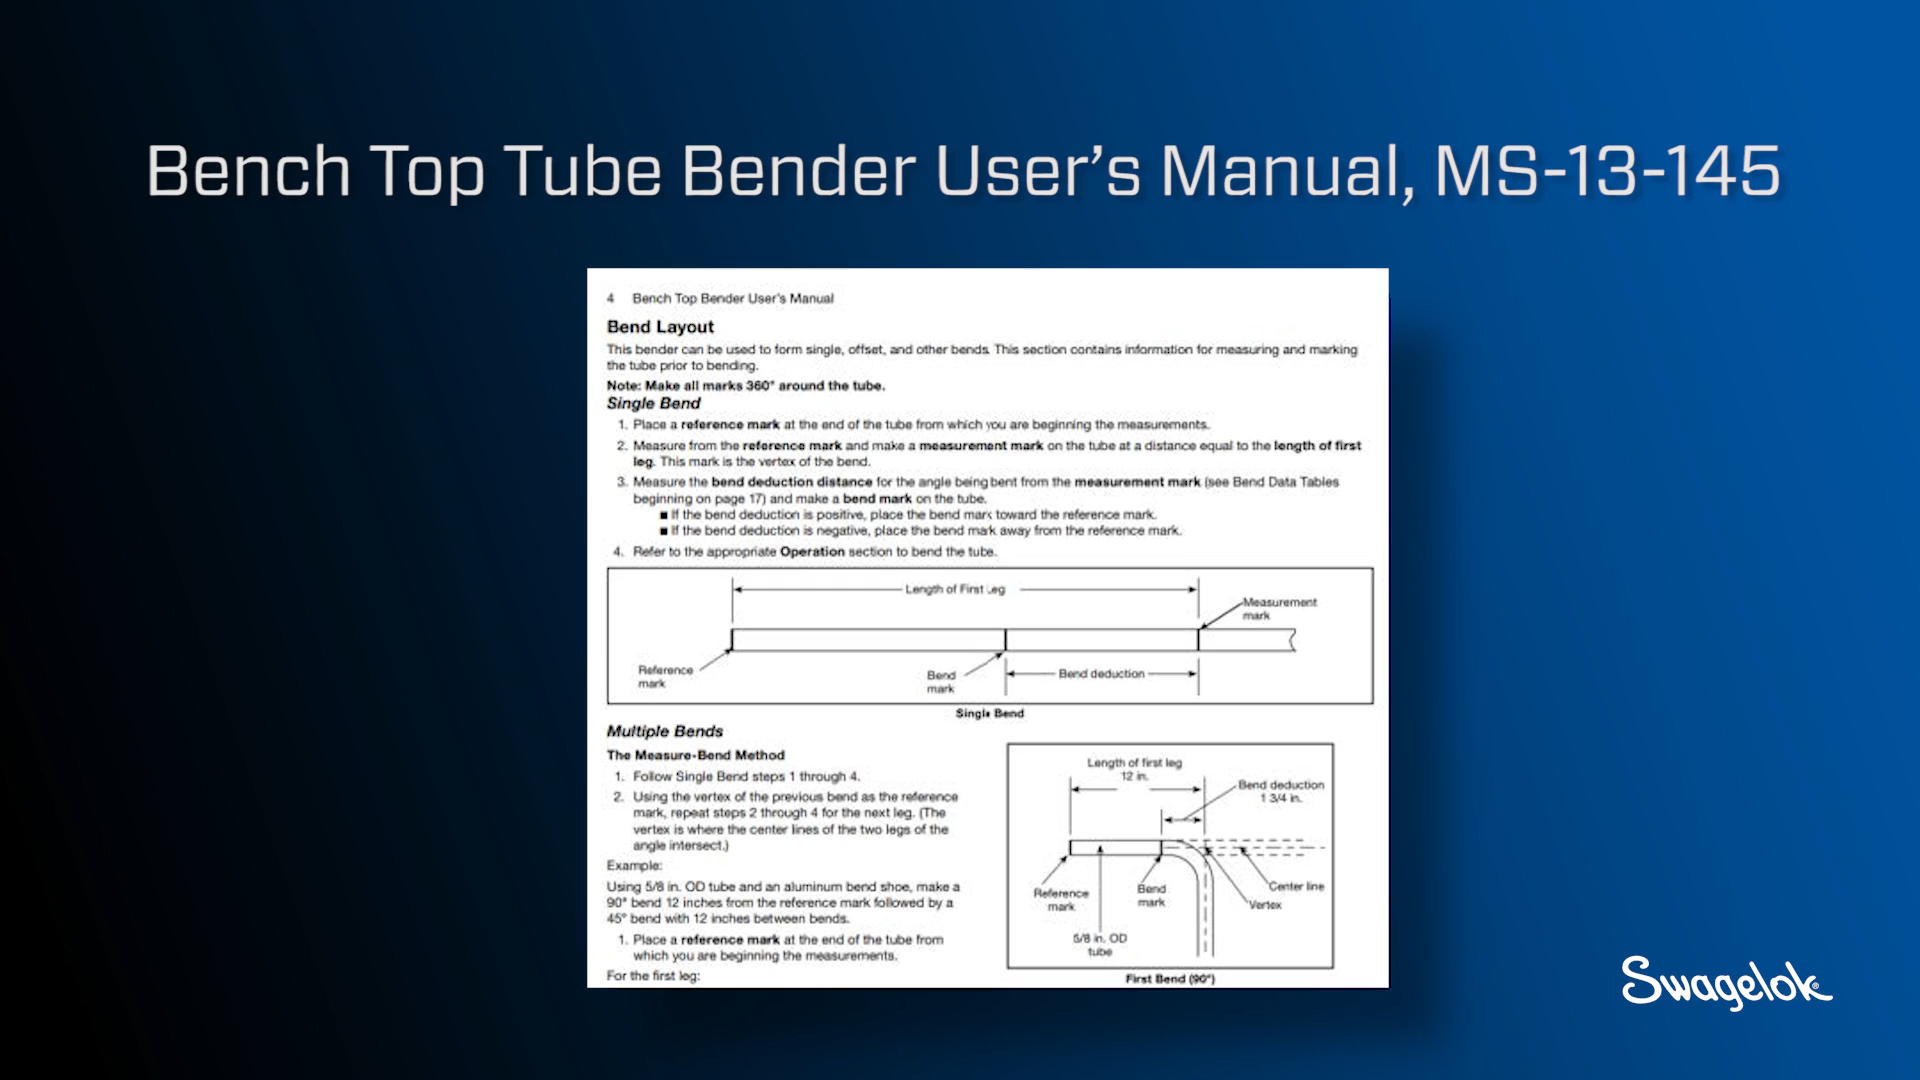 Bench Top Tube Bender User's Manual, MS-13-145
4 Bench Top Bender User's Manual
Bend Layout
This bender can be used to form single, offset, and other bends. This section contains information for measuring and marking
the tube prior to bending.
Note: Make all marks 360° around the tube.
Single Bend
1. Place a reference mark at the end of the tube from which you are beginning the measurements.
2. Measure from the reference mark and make a measurement mark on the tube at a distance equal to the length of first
leg. This mark is the vertex of the bend.
3. Measure the bend deduction distance for the angle being bent from the measurement mark (see Bend Data Tables
beginning on page 17) and make a bend mark on the tube.
■ If the bend deduction is positive, place the bend mark toward the reference mark.
■ If the bend deduction is negative, place the bend mark away from the reference mark.
4. Refer to the appropriate Operation section to bend the tube.
Length of First Leg
Measurement
mark
Reference
mark
Bend
mark
Bend deduction
Single Bend
Multiple Bends
The Measure-Bend Method
1. Follow Single Bend steps 1 through 4.
2. Using the vertex of the previous bend as the reference
mark, repeat steps 2 through 4 for the next leg. (The
vertex is where the center lines of the two legs of the
angle intersect.)
Example:
Using 5/8 in. OD tube and an aluminum bend shoe, make a
90° bend 12 inches from the reference mark followed by a
45° bend with 12 inches between bends.
1. Place a reference mark at the end of the tube from
which you are beginning the measurements.
For the first leg:
Length of first leg
12 in.
Bend deduction
1 3/4 in.
Reference
mark
Bend
mark
Center line
Vertex
5/8 in. OD
tube
First Bend (90°)
Swagelok®